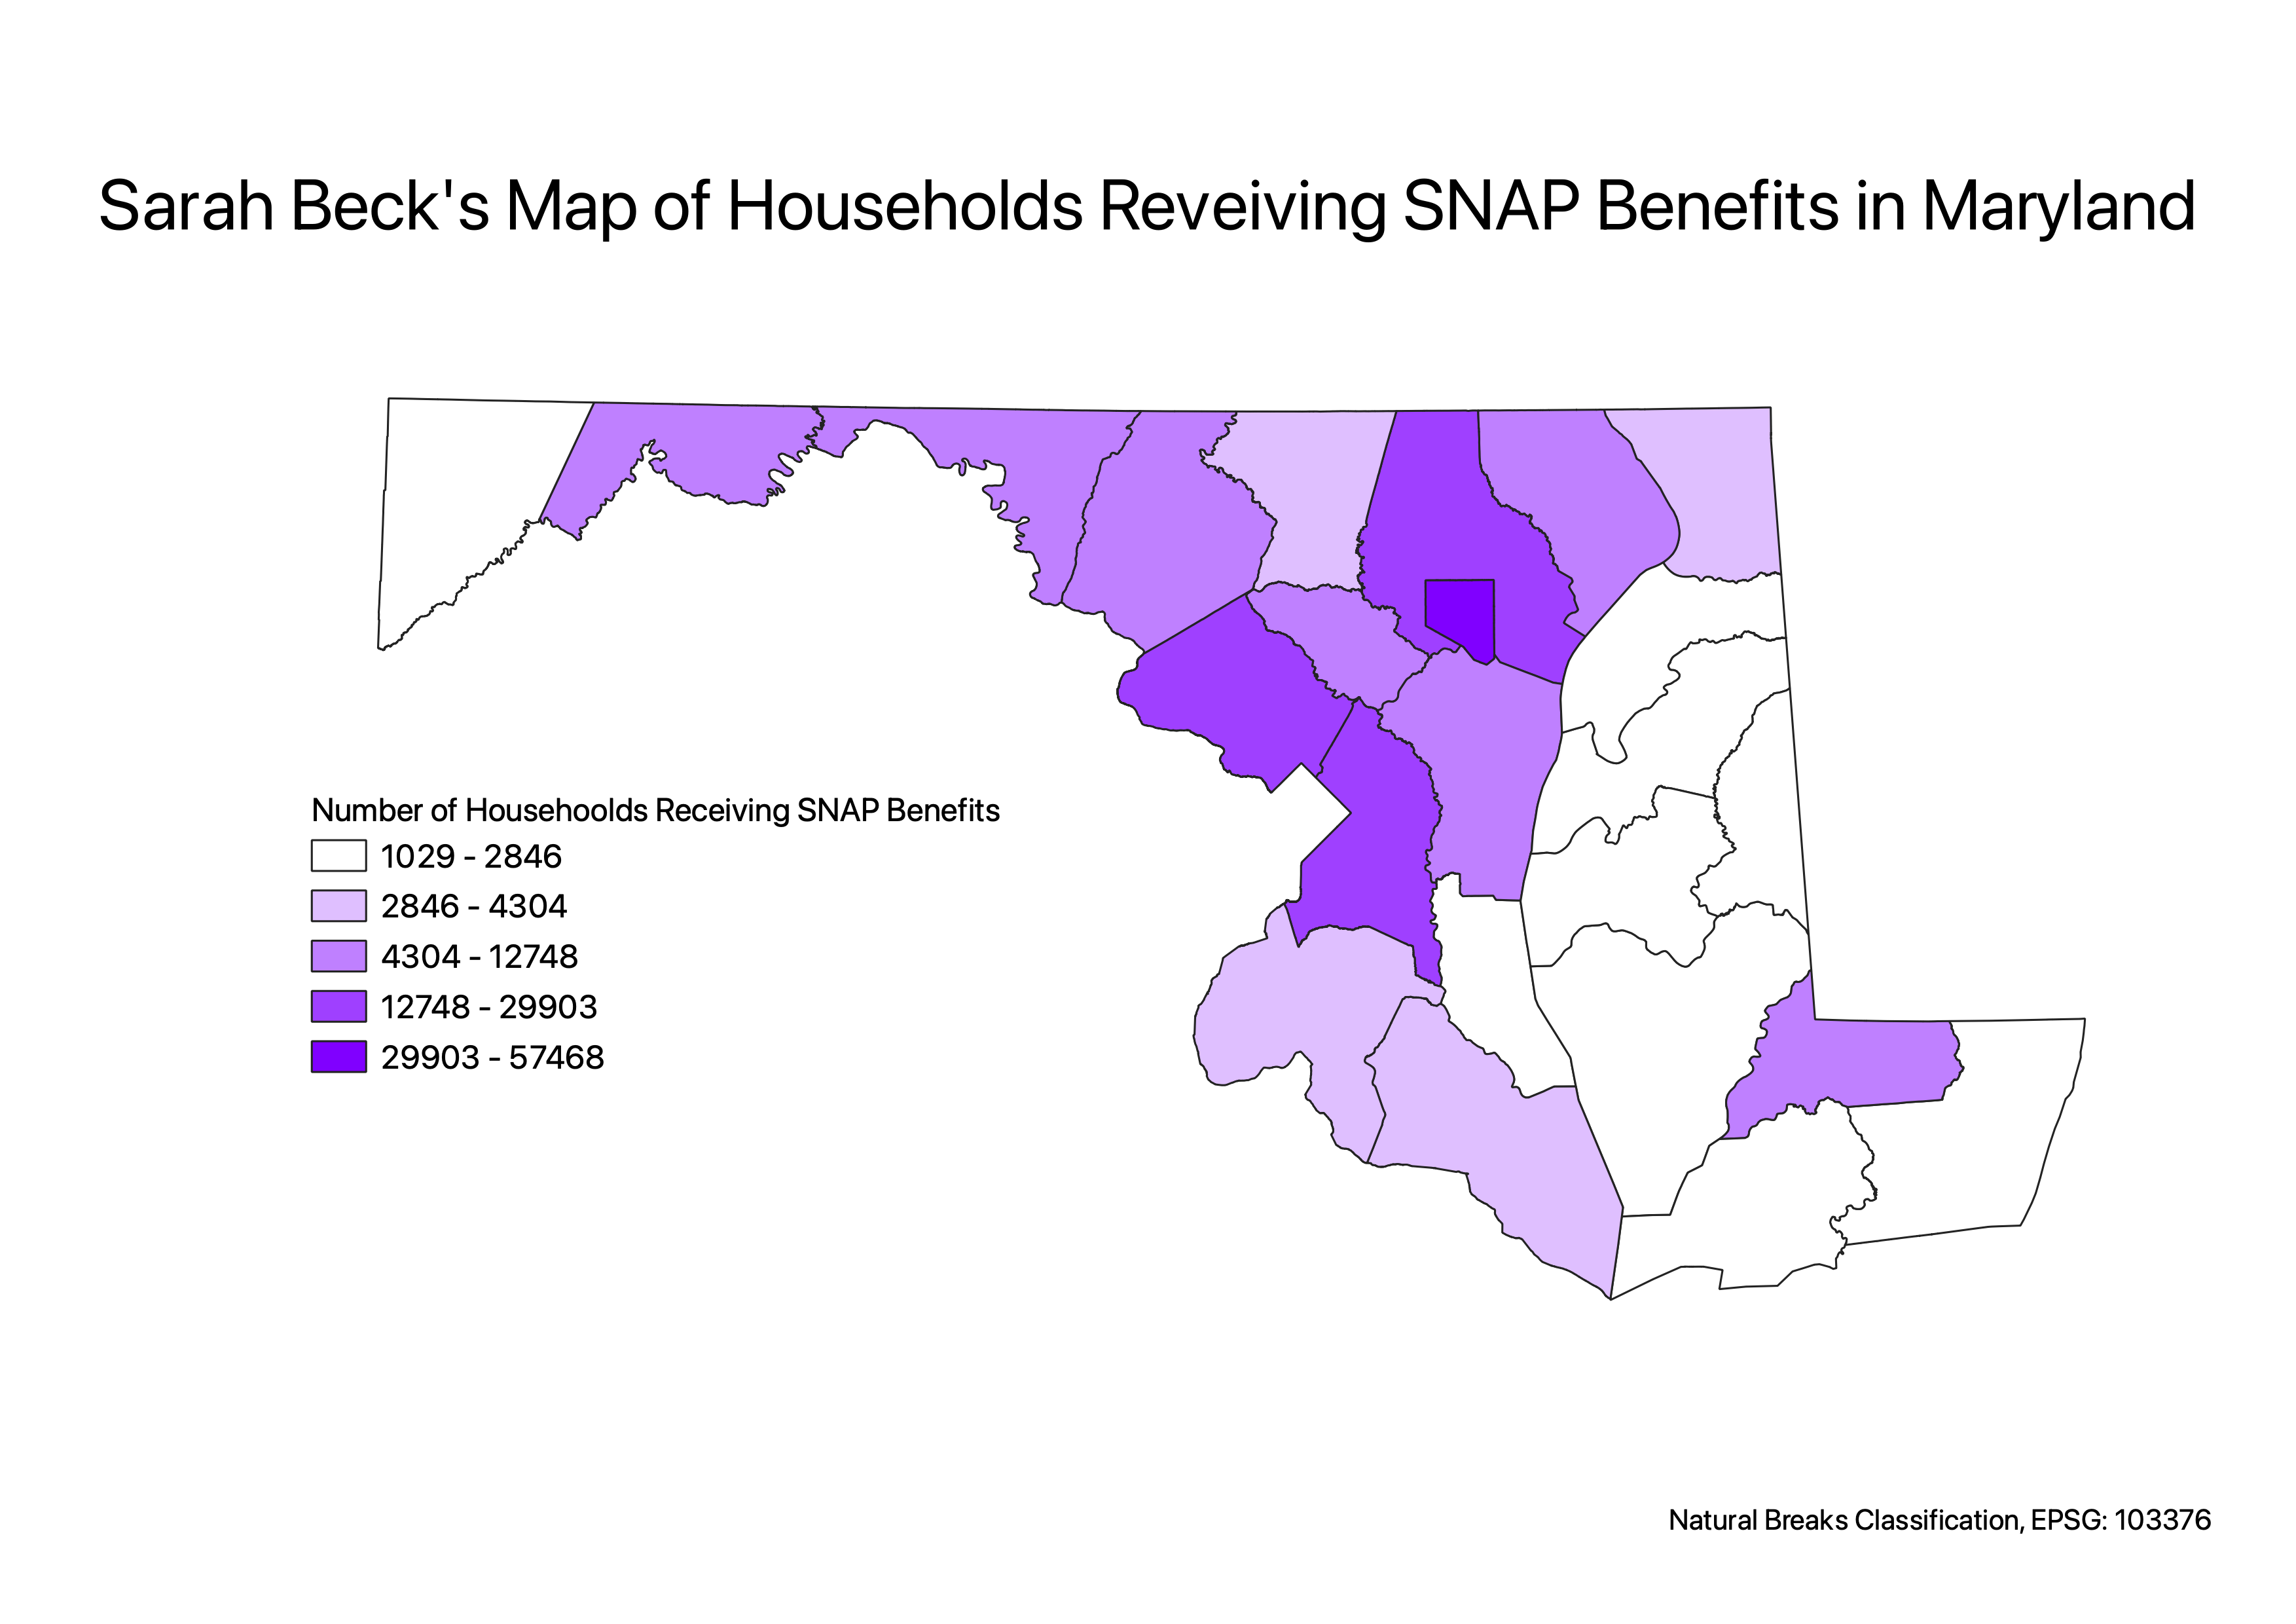 Sarah Beck's Map of Households Reveiving SNAP Benefits in Maryland
Number of Househoolds Receiving SNAP Benefits
1029 - 2846
2846 - 4304
4304 - 12748
12748 - 29903
29903 - 57468
Natural Breaks Classification, EPSG: 103376